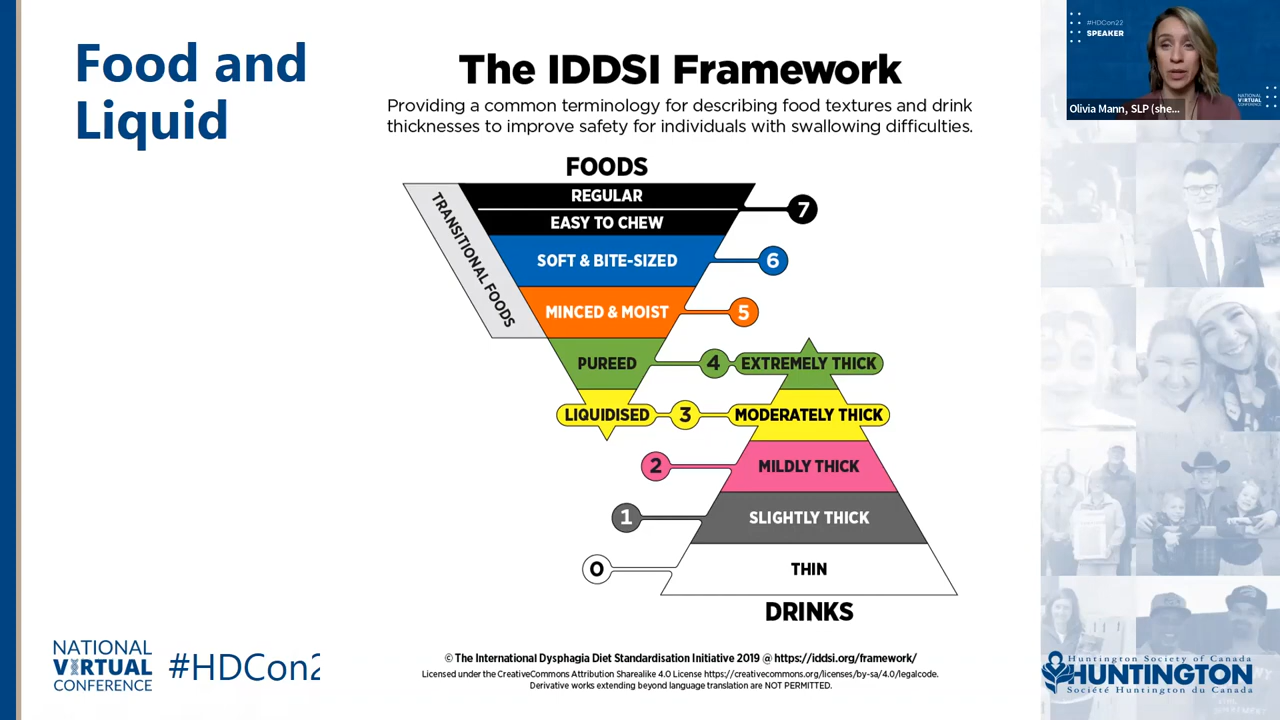 Food and
Liquid
The IDDSI Framework
Providing a common terminology for describing food textures and drink
thicknesses to improve safety for individuals with swallowing difficulties.
FOODS
TRANSITIONAL FOODS
REGULAR
EASY TO CHEW
7
SOFT & BITE-SIZED
6
MINCED & MOIST
5
PUREED
4
EXTREMELY THICK
LIQUIDISED
3
MODERATELY THICK
2
MILDLY THICK
1
SLIGHTLY THICK
0
THIN
DRINKS
© The International Dysphagia Diet Standardisation Initiative 2019 @ https://iddsi.org/framework/
Licensed under the CreativeCommons Attribution Sharealike 4.0 License https://creativecommons.org/licenses/by-sa/4.0/legalcode.
Derivative works extending beyond language translation are NOT PERMITTED.
NATIONAL
VIRTUAL
CONFERENCE
#HDCon2
#HDCon22
SPEAKER
NATIONAL
VIRTUAL
CONFERENCE
Olivia Mann, SLP (she...
Huntington Society of Canada
HUNTINGTON
Société Huntington du Canada